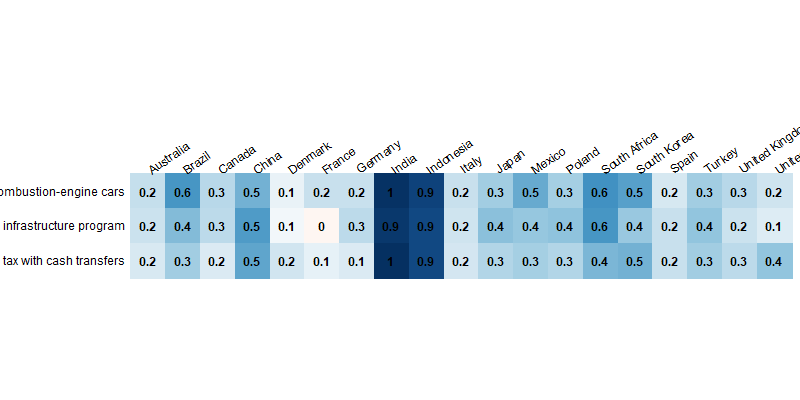 Australia Brazil Canada China Denmark France Germany India Indonesia Italy Japan Mexico Poland South Africa South Korea Spain Turkey United
cars 0.2 0.6 0.3 0.5 0.1 0.2 0.2 1 0.9 0.2 0.3 0.5 0.3 0.6 0.5 0.2 0.3 0.3 0.2
infrastructure program 0.2 0.4 0.3 0.5 0.1 0 0.3 0.9 0.9 0.2 0.4 0.4 0.4 0.6 0.4 0.2 0.4 0.2 0.1
tax with cash transfers 0.2 0.3 0.2 0.5 0.2 0.1 0.1 1 0.9 0.2 0.3 0.3 0.3 0.4 0.5 0.2 0.3 0.3 0.4